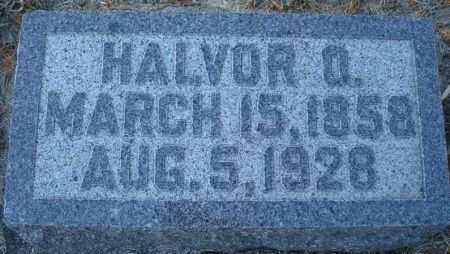 HALVOR O.
MARCH 15, 1858
AUG. 5, 1928